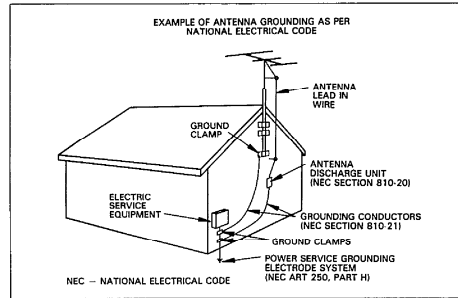 EXAMPLE OF ANTENNA GROUNDING AS PER
NATIONAL ELECTRICAL CODE
ANTENNA
LEAD IN
WIRE
GROUND
CLAMP
ANTENNA
DISCHARGE UNIT
(NEC SECTION 810-20)
ELECTRIC
SERVICE
EQUIPMENT
GROUNDING CONDUCTORS
(NEC SECTION 810-21)
GROUND CLAMPS
POWER SERVICE GROUNDING
ELECTRODE SYSTEM
(NEC ART 250, PART H)
NEC – NATIONAL ELECTRICAL CODE